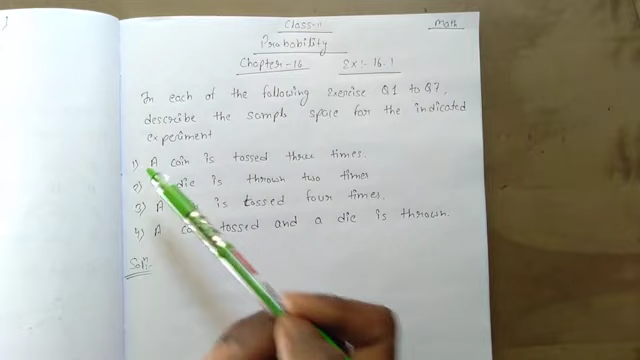 Class-11
Math
Probability
Chapter-16 Ex:- 16.1
In each of the following Exercise Q1 to Q7,
describe the sample space for the indicated
experiment
1) A coin is tossed three times.
2) die is thrown two times
3) A is tossed four times.
4) A tossed and a die is thrown.
Soln:-